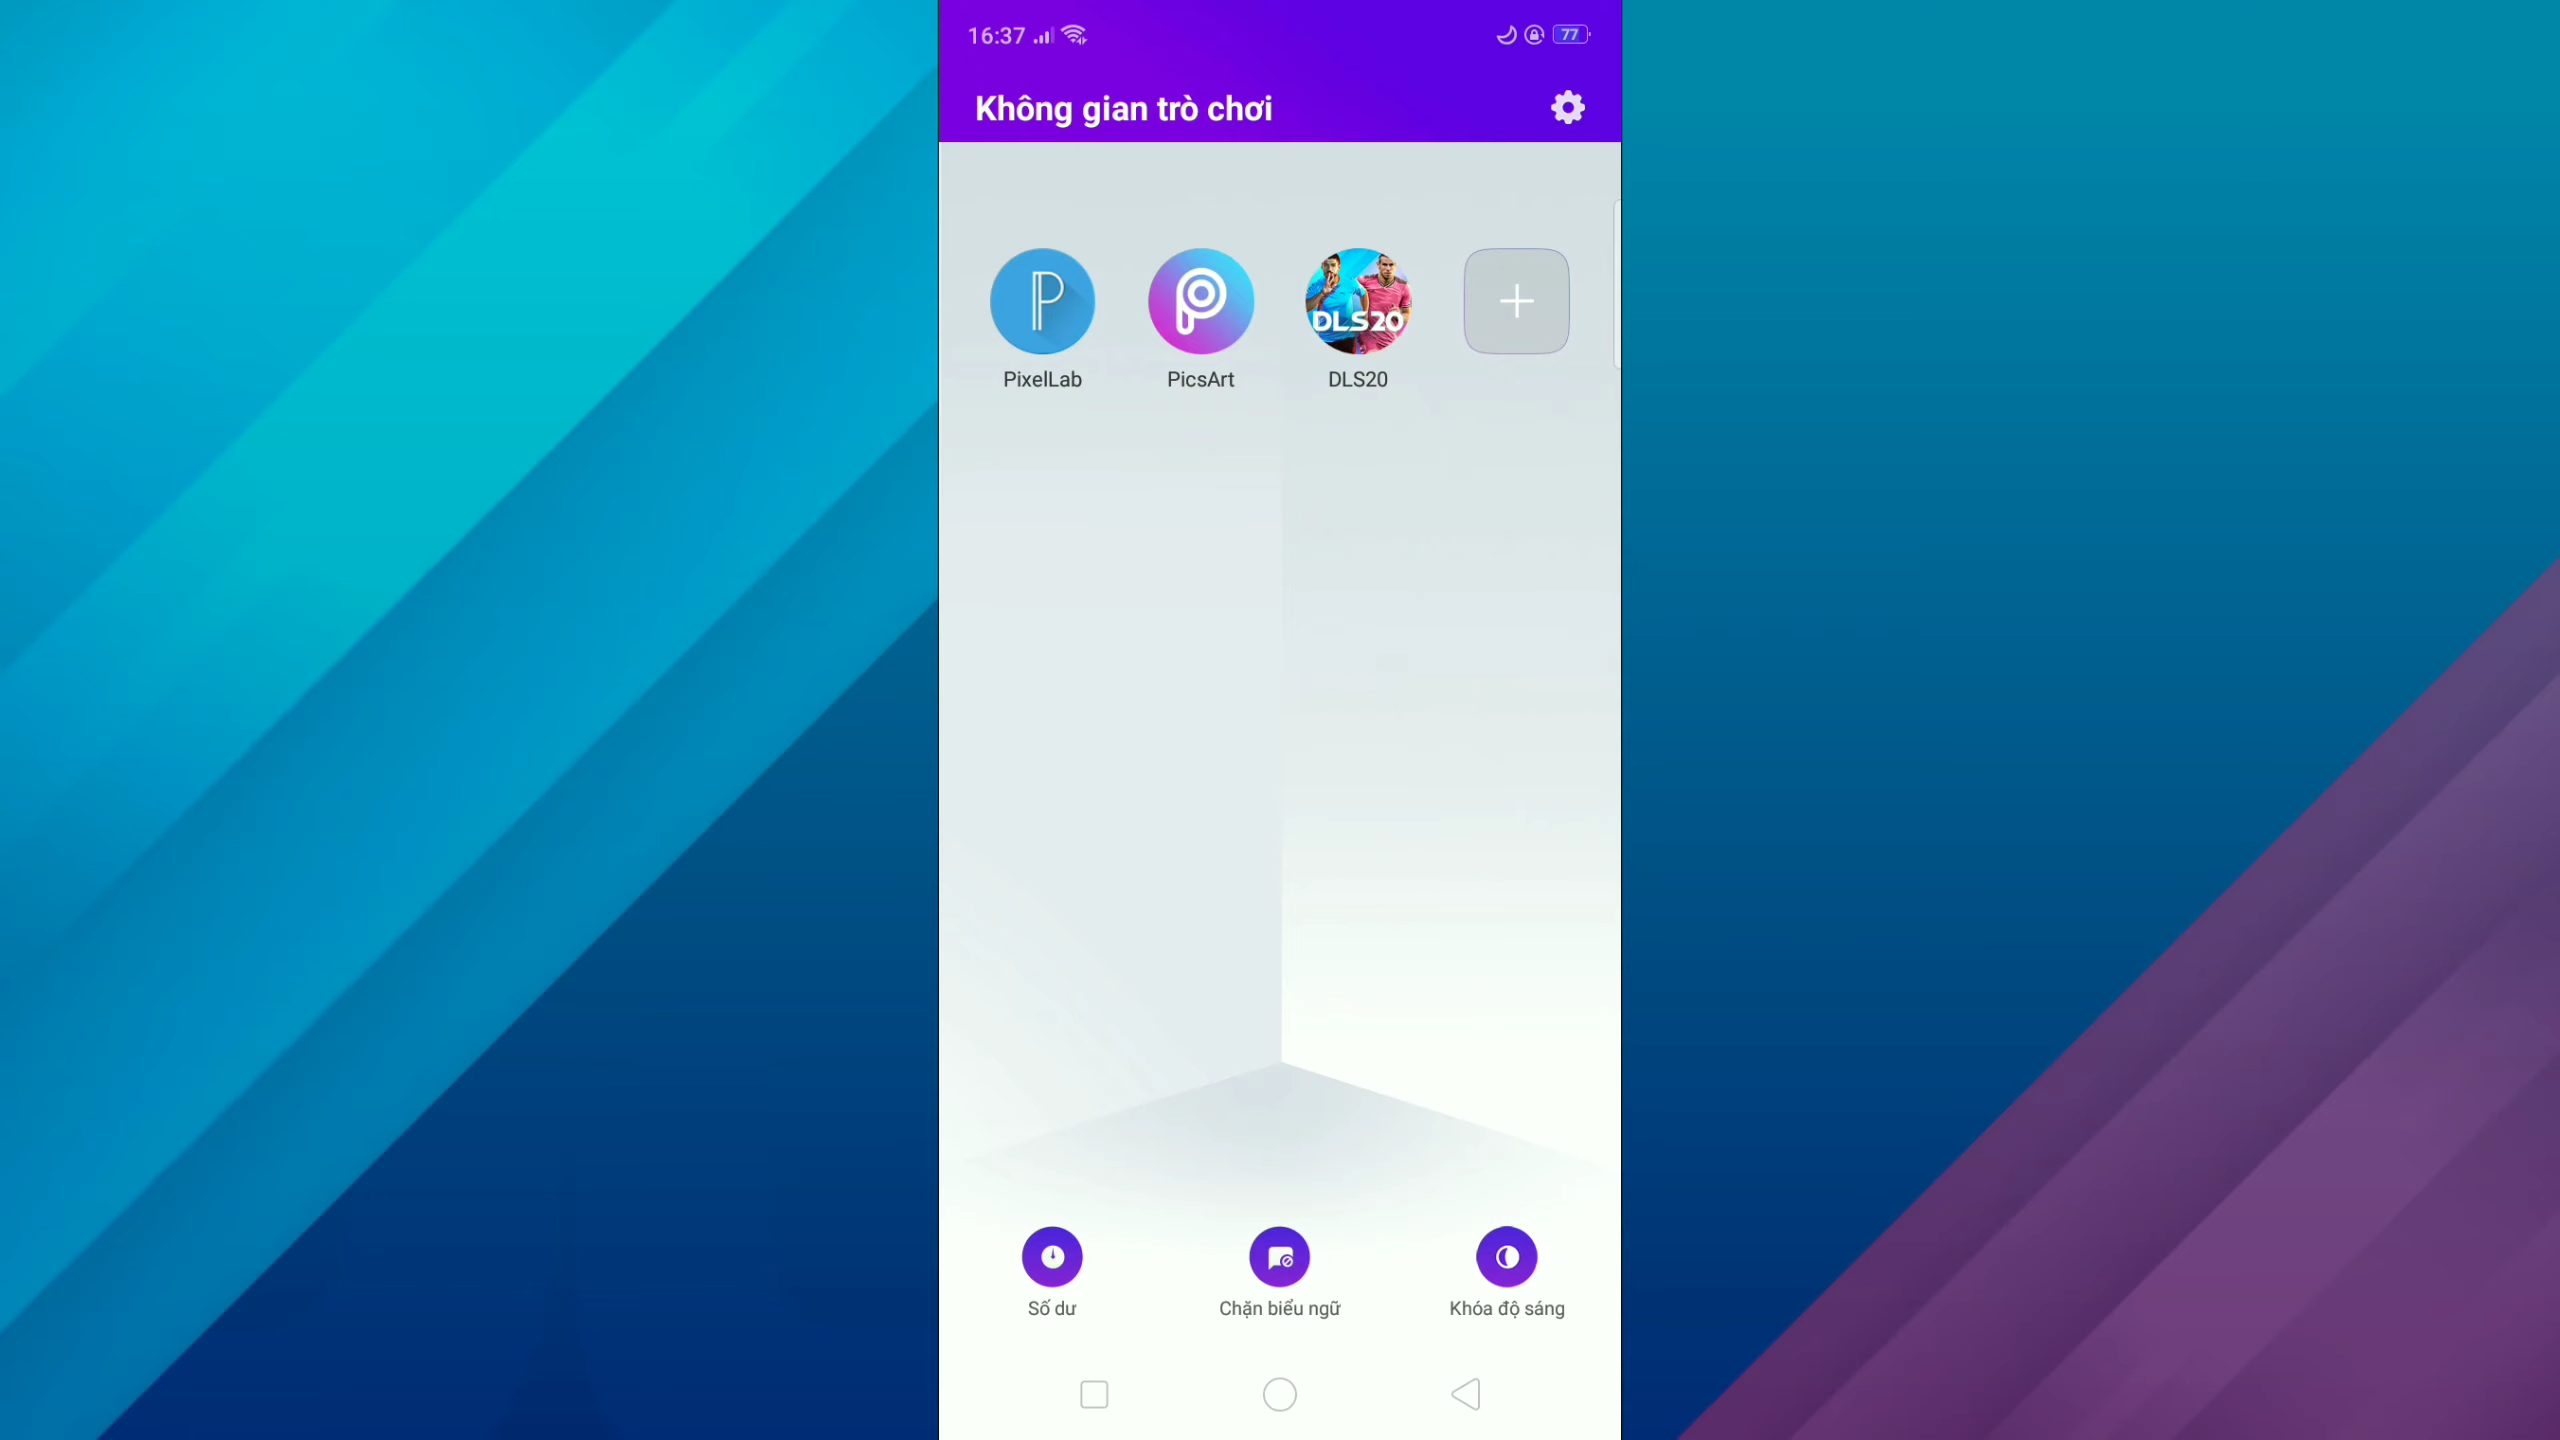 16:37
77
Không gian trò chơi
DLS20
PixelLab
PicsArt
DLS20
Số dư
Chặn biểu ngữ
Khóa độ sáng